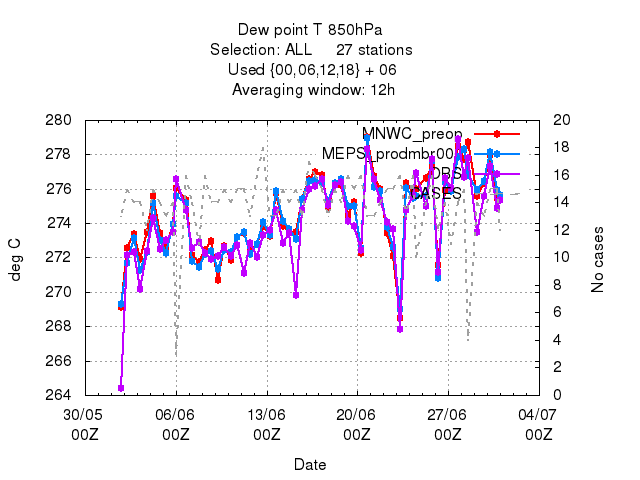 Dew point T 850hPa
Selection: ALL 27 stations
Used {00,06,12,18} + 06
Averaging window: 12h
280 20
MNWC_preop
278 18
MEPS_prodmbr000
276 16
OBS
CASES
274 14
272 12
270 10
268 8
266 6
264 4
2
0
deg C
No cases
30/05 06/06 13/06 20/06 27/06 04/07
00Z 00Z 00Z 00Z 00Z 00Z
Date